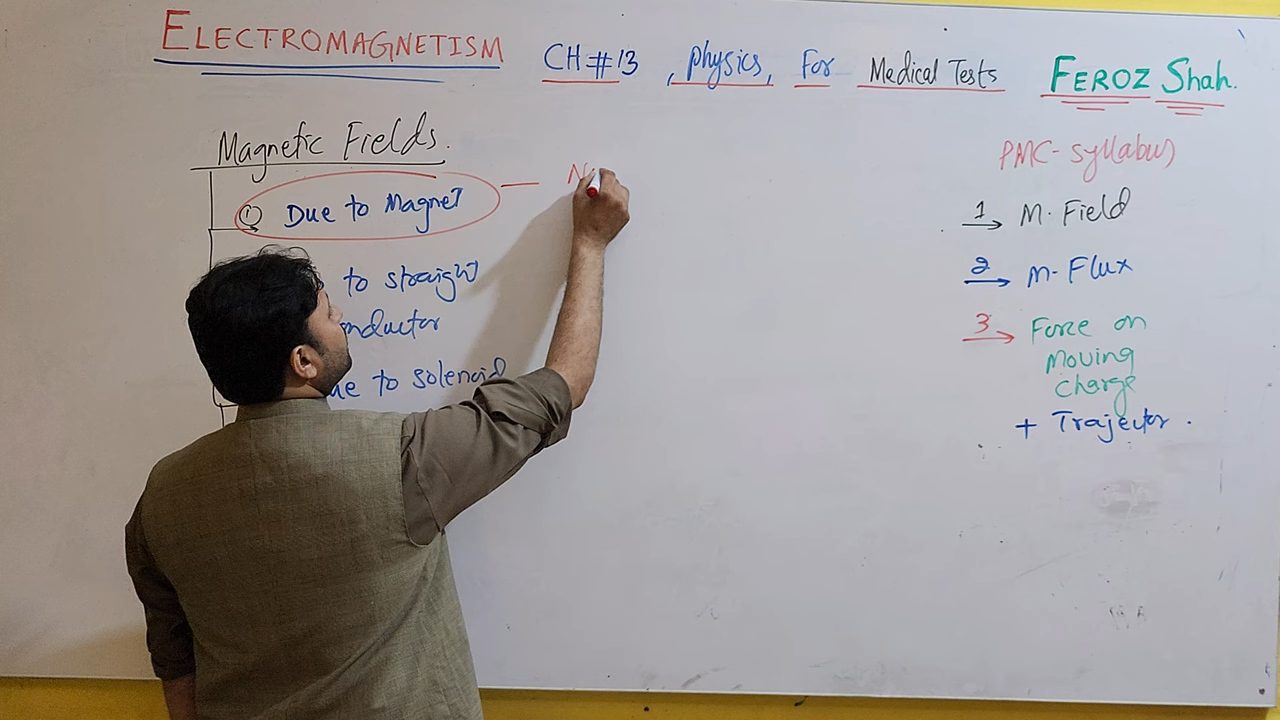 ELECTROMAGNETISM CH#13, Physics, For Medical Tests FEROZ Shah.
Magnetic Fields.
① Due to Magnet — N
to straight
nductor
ue to solenoid
PMC-syllabus
1 → M. Field
2 → M-Flux
3 → Force on
Moving
charge
+ Trajector.